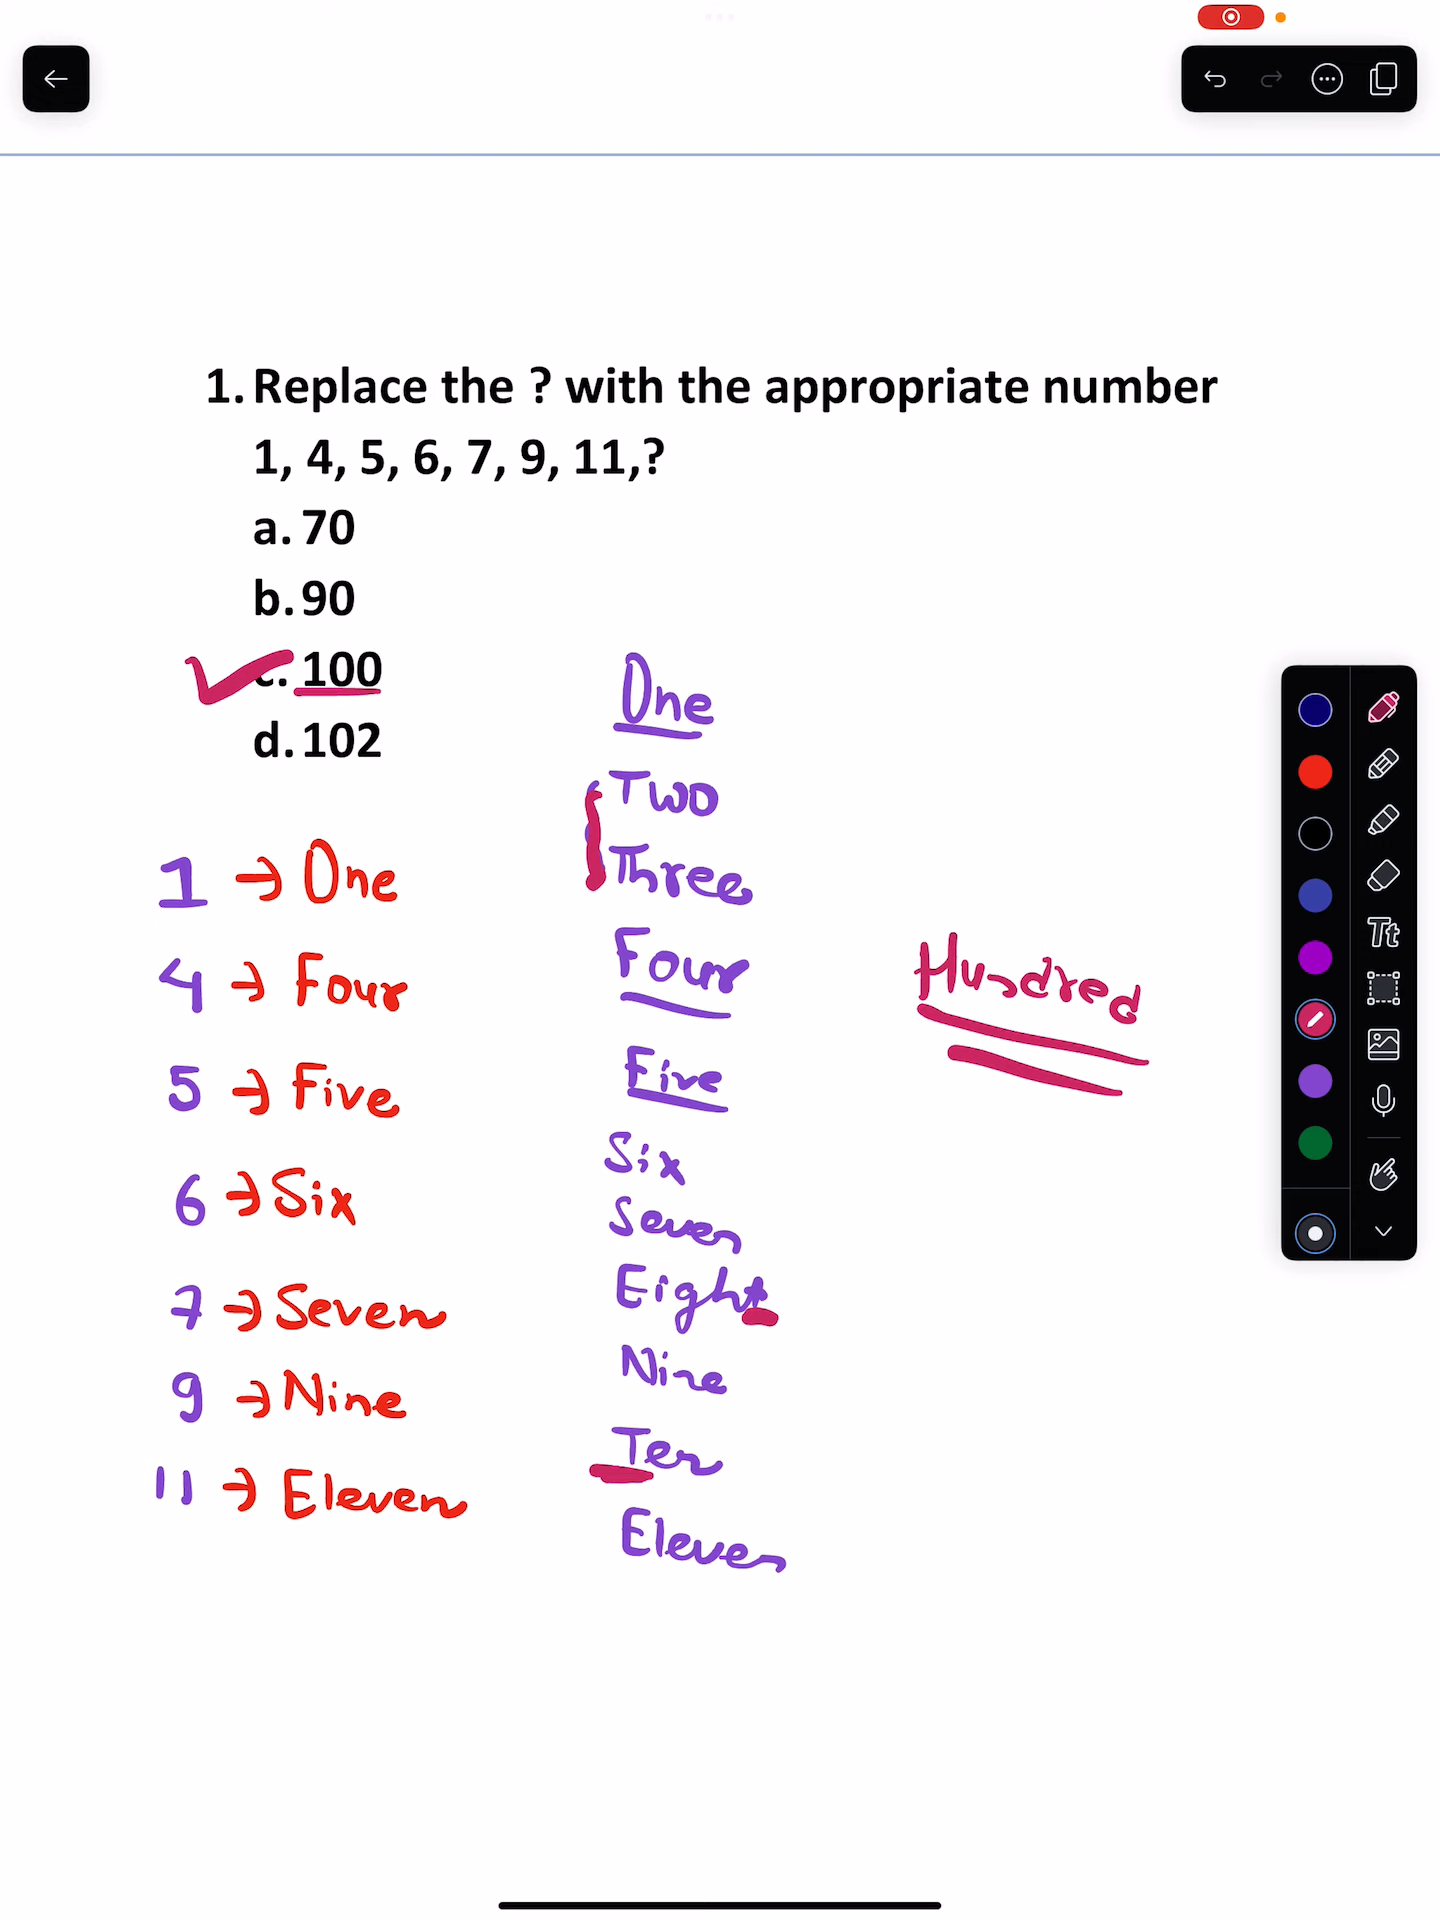 1. Replace the ? with the appropriate number
1, 4, 5, 6, 7, 9, 11,?
a. 70
b. 90
c. 100
d. 102
1 → One
4 → Four
5 → Five
6 → Six
7 → Seven
9 → Nine
11 → Eleven
One
Two
Three
Four
Five
Six
Seven
Eight
Nine
Ten
Eleven
Hundred
Tt